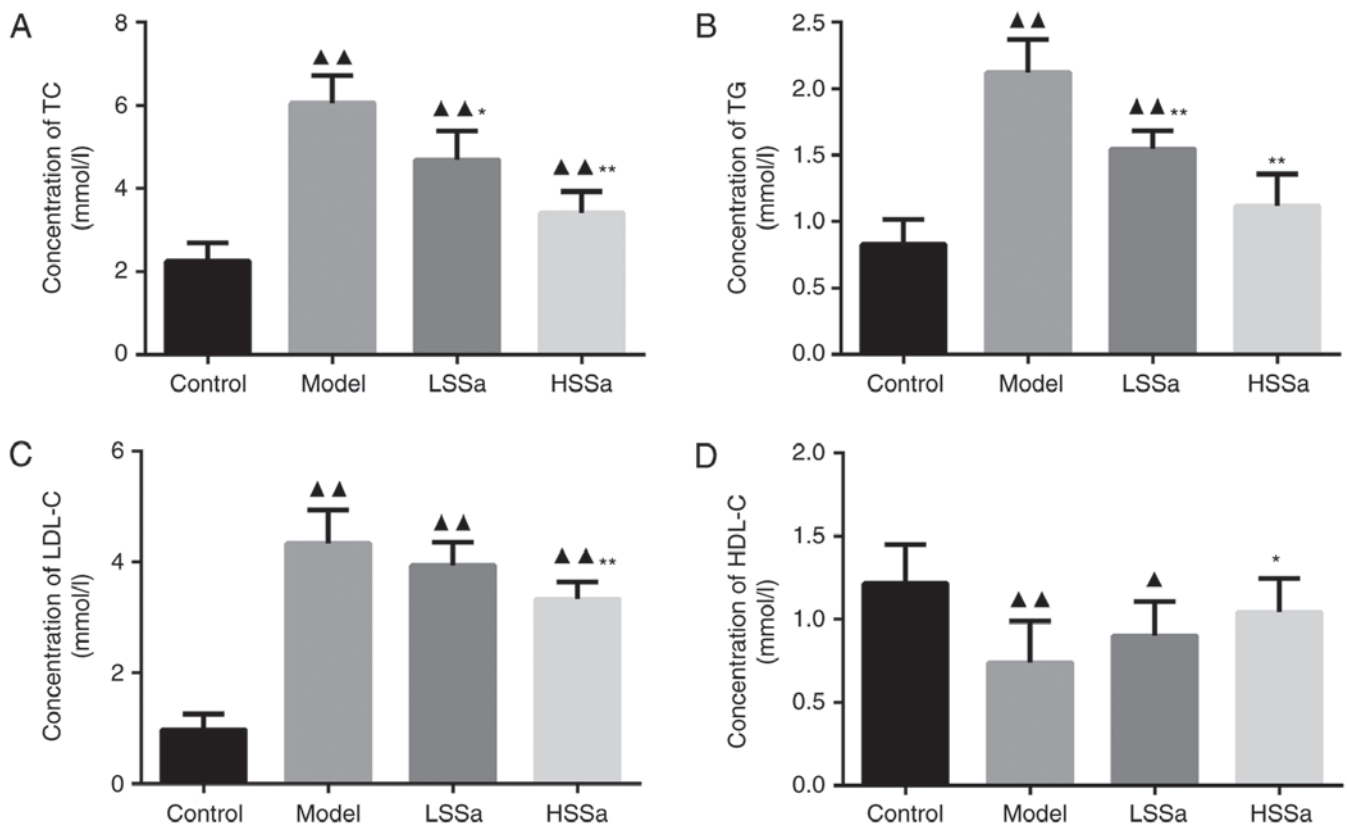 A
Concentration of TC
(mmol/l)
8
6
4
2
0
▲▲
▲▲*
▲▲**
Control Model LSSa HSSa
B
Concentration of TG
(mmol/l)
2.5
2.0
1.5
1.0
0.5
0.0
▲▲
▲▲**
**
Control Model LSSa HSSa
C
Concentration of LDL-C
(mmol/l)
6
4
2
0
▲▲
▲▲
▲▲**
Control Model LSSa HSSa
D
Concentration of HDL-C
(mmol/l)
2.0
1.5
1.0
0.5
0.0
▲▲
▲
*
Control Model LSSa HSSa